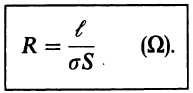 R = ℓ / σS (Ω).